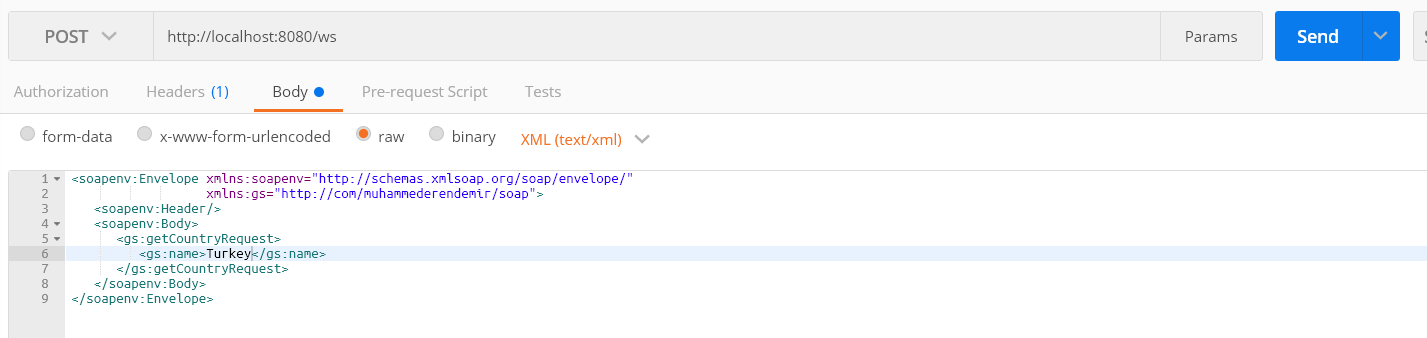 POST http://localhost:8080/ws Params Send
Authorization Headers (1) Body Pre-request Script Tests
form-data x-www-form-urlencoded raw binary XML (text/xml)
1 <soapenv:Envelope xmlns:soapenv="http://schemas.xmlsoap.org/soap/envelope/"
2 xmlns:gs="http://com/muhammederendemir/soap">
3 <soapenv:Header/>
4 <soapenv:Body>
5 <gs:getCountryRequest>
6 <gs:name>Turkey</gs:name>
7 </gs:getCountryRequest>
8 </soapenv:Body>
9 </soapenv:Envelope>